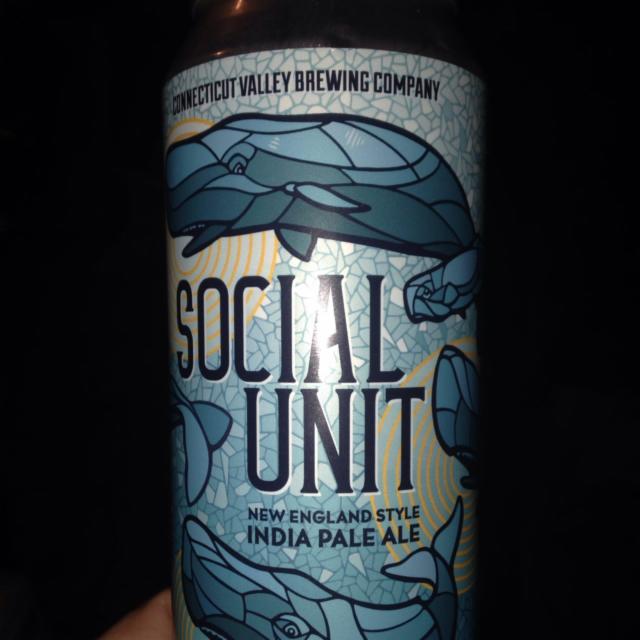 CONNECTICUT VALLEY BREWING COMPANY
SOCIAL
UNIT
NEW ENGLAND STYLE
INDIA PALE ALE